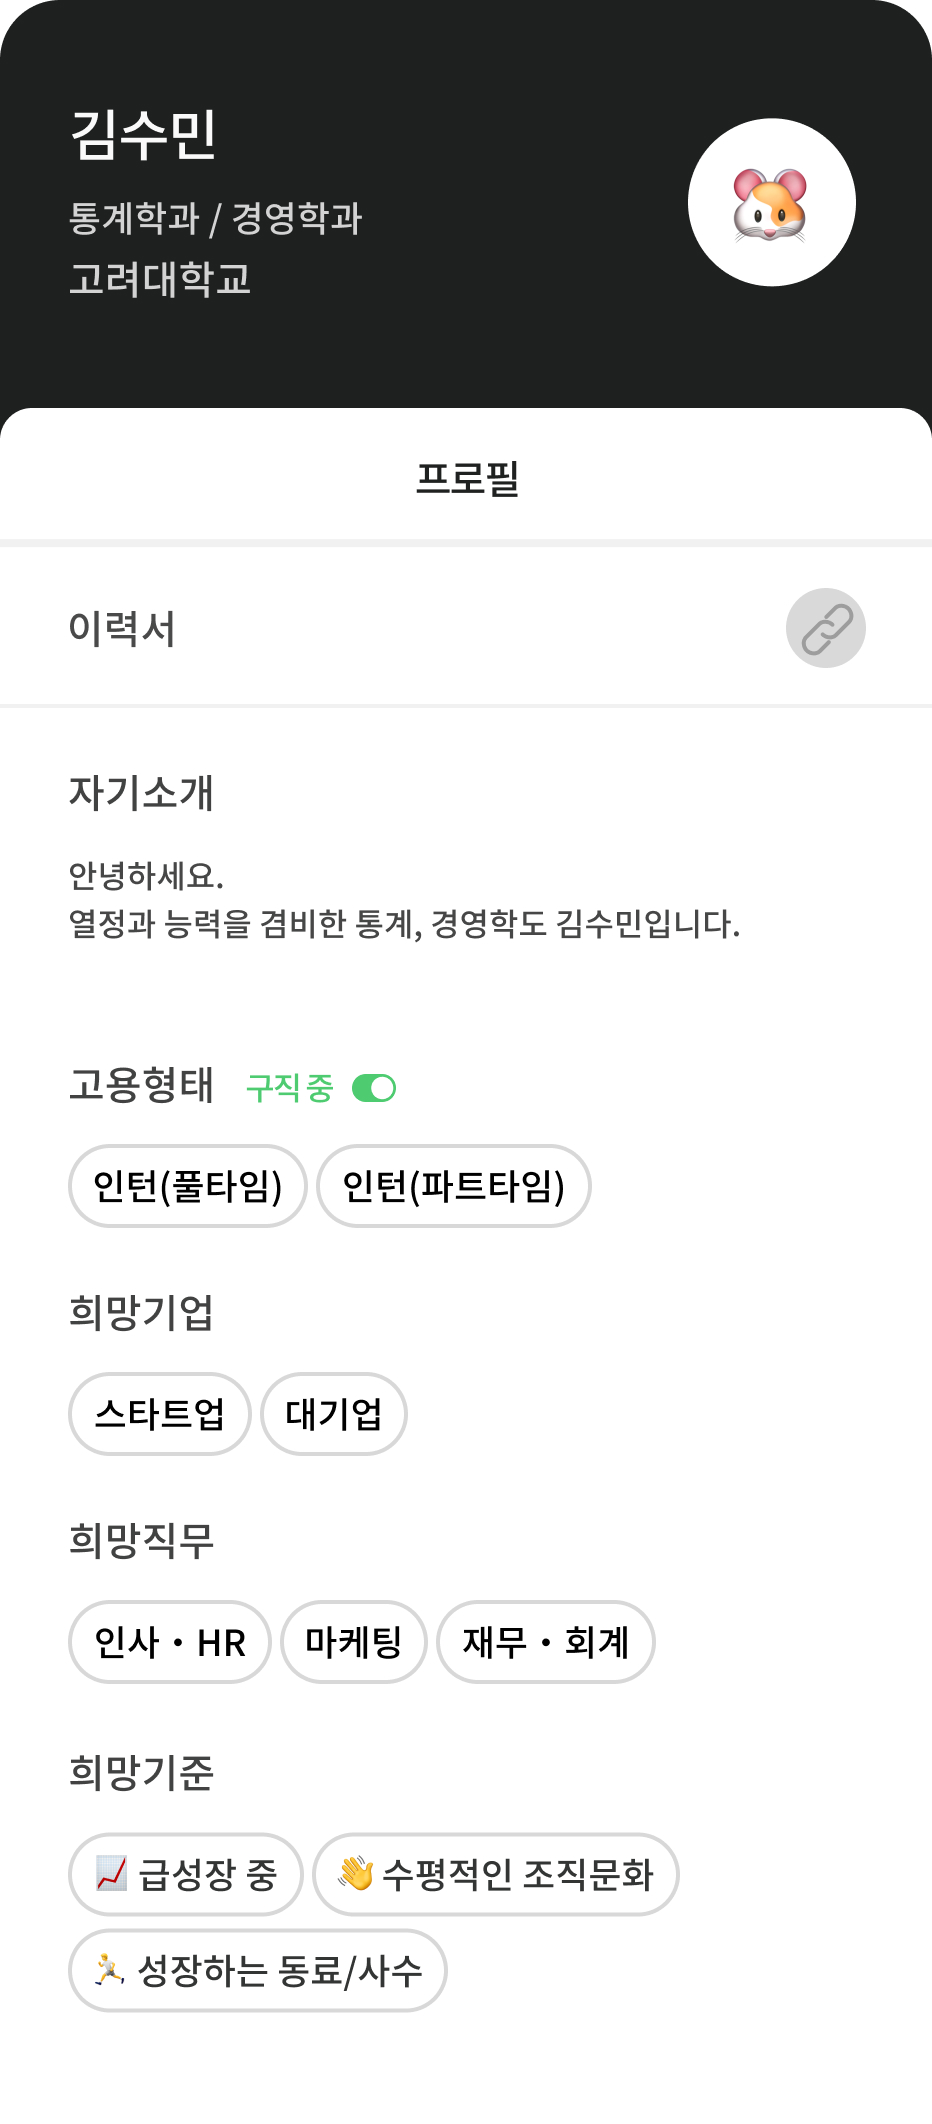 김수민
통계학과 / 경영학과
고려대학교
프로필
이력서
자기소개
안녕하세요.
열정과 능력을 겸비한 통계, 경영학도 김수민입니다.
고용형태 구직 중
인턴(풀타임) 인턴(파트타임)
희망기업
스타트업 대기업
희망직무
인사・HR 마케팅 재무・회계
희망기준
📈 급성장 중 👋 수평적인 조직문화
🏃 성장하는 동료/사수